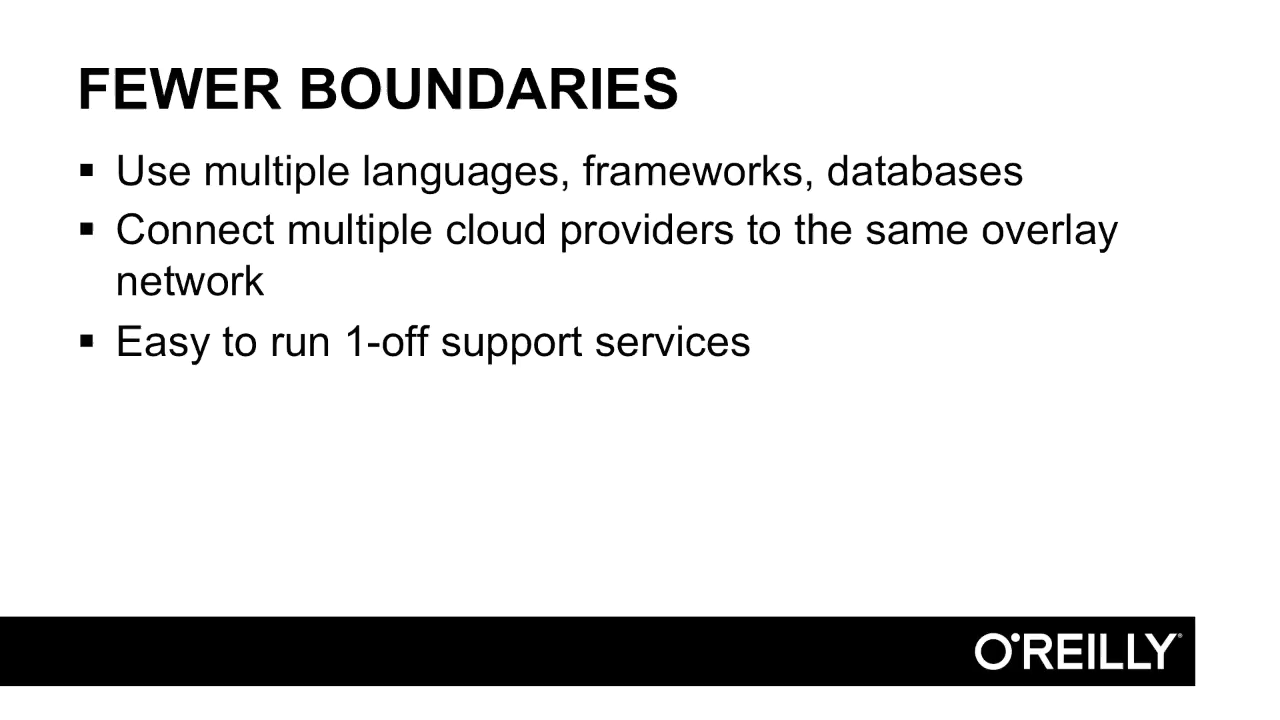 FEWER BOUNDARIES
▪ Use multiple languages, frameworks, databases
▪ Connect multiple cloud providers to the same overlay
network
▪ Easy to run 1-off support services
O'REILLY®